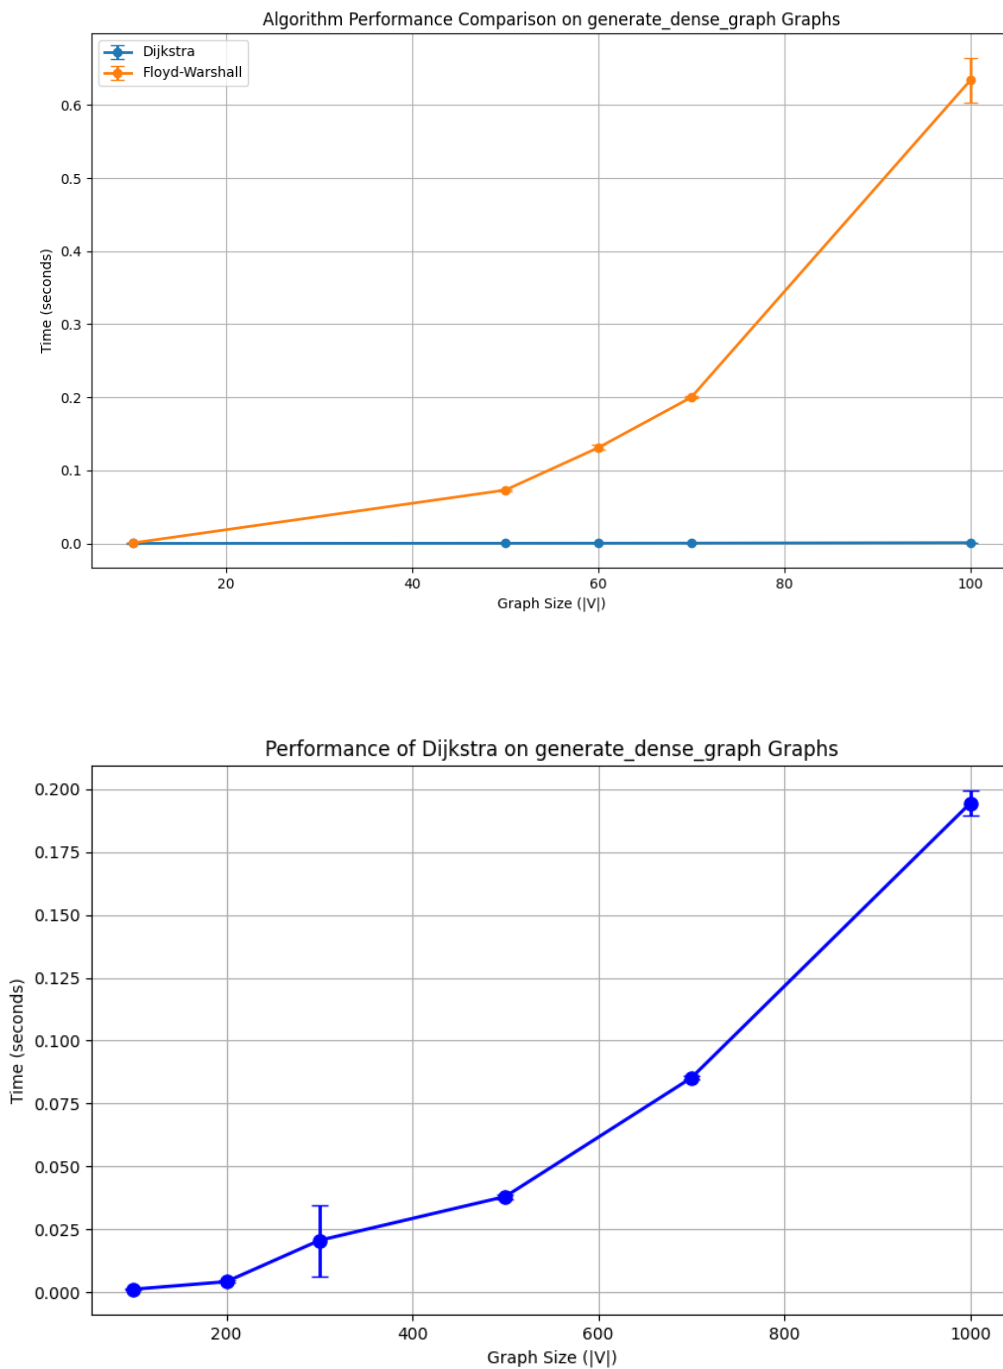 Algorithm Performance Comparison on generate_dense_graph Graphs
Dijkstra
Floyd-Warshall
0.6
0.5
0.4
0.3
0.2
0.1
0.0
Time (seconds)
20 40 60 80 100
Graph Size (|V|)
Performance of Dijkstra on generate_dense_graph Graphs
0.200
0.175
0.150
0.125
0.100
0.075
0.050
0.025
0.000
Time (seconds)
200 400 600 800 1000
Graph Size (|V|)